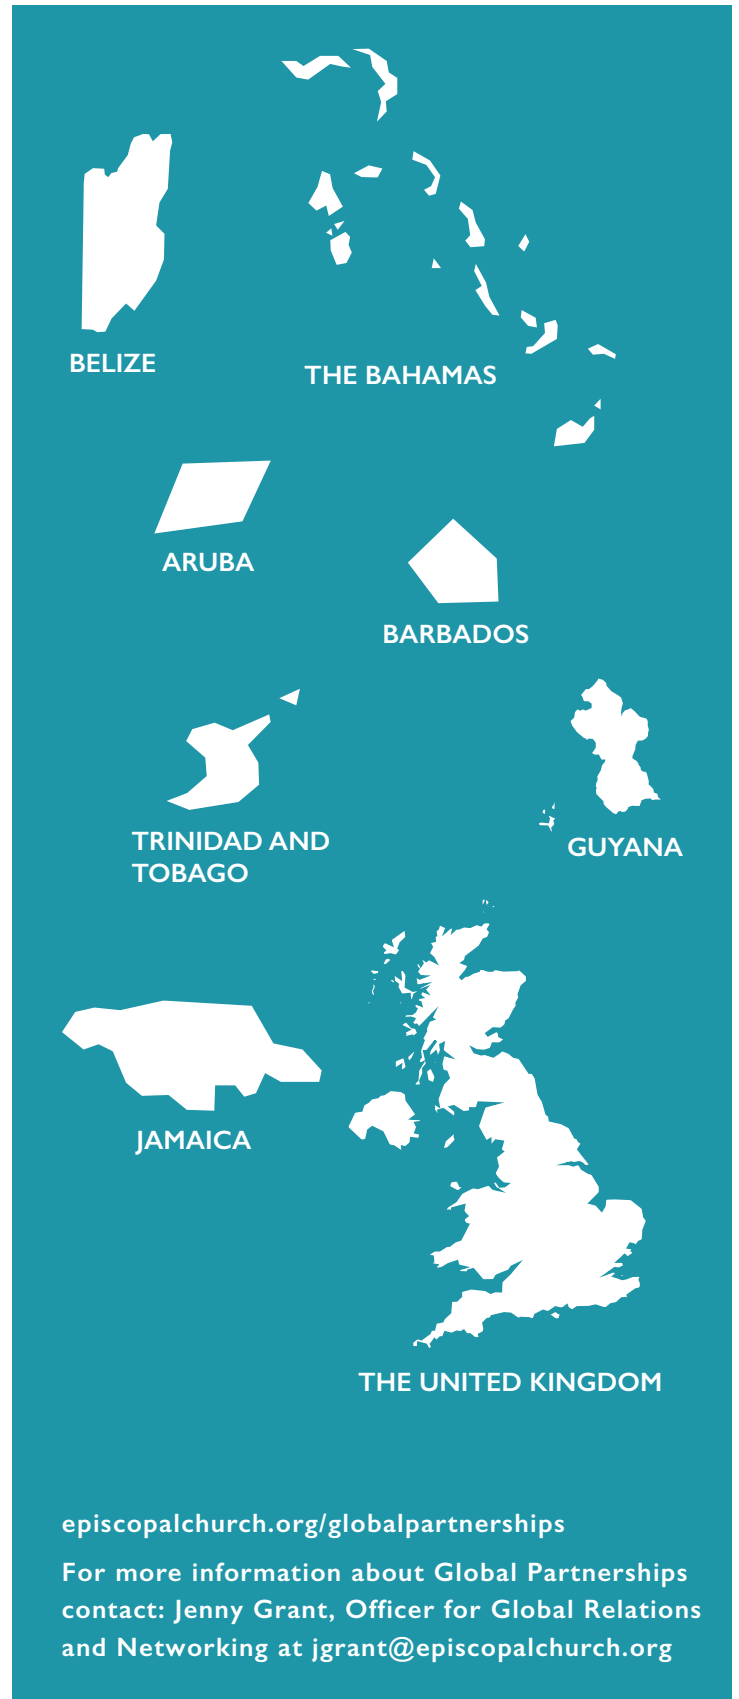 BELIZE
THE BAHAMAS
ARUBA
BARBADOS
TRINIDAD AND
TOBAGO
GUYANA
JAMAICA
THE UNITED KINGDOM
episcopalchurch.org/globalpartnerships
For more information about Global Partnerships
contact: Jenny Grant, Officer for Global Relations
and Networking at jgrant@episcopalchurch.org